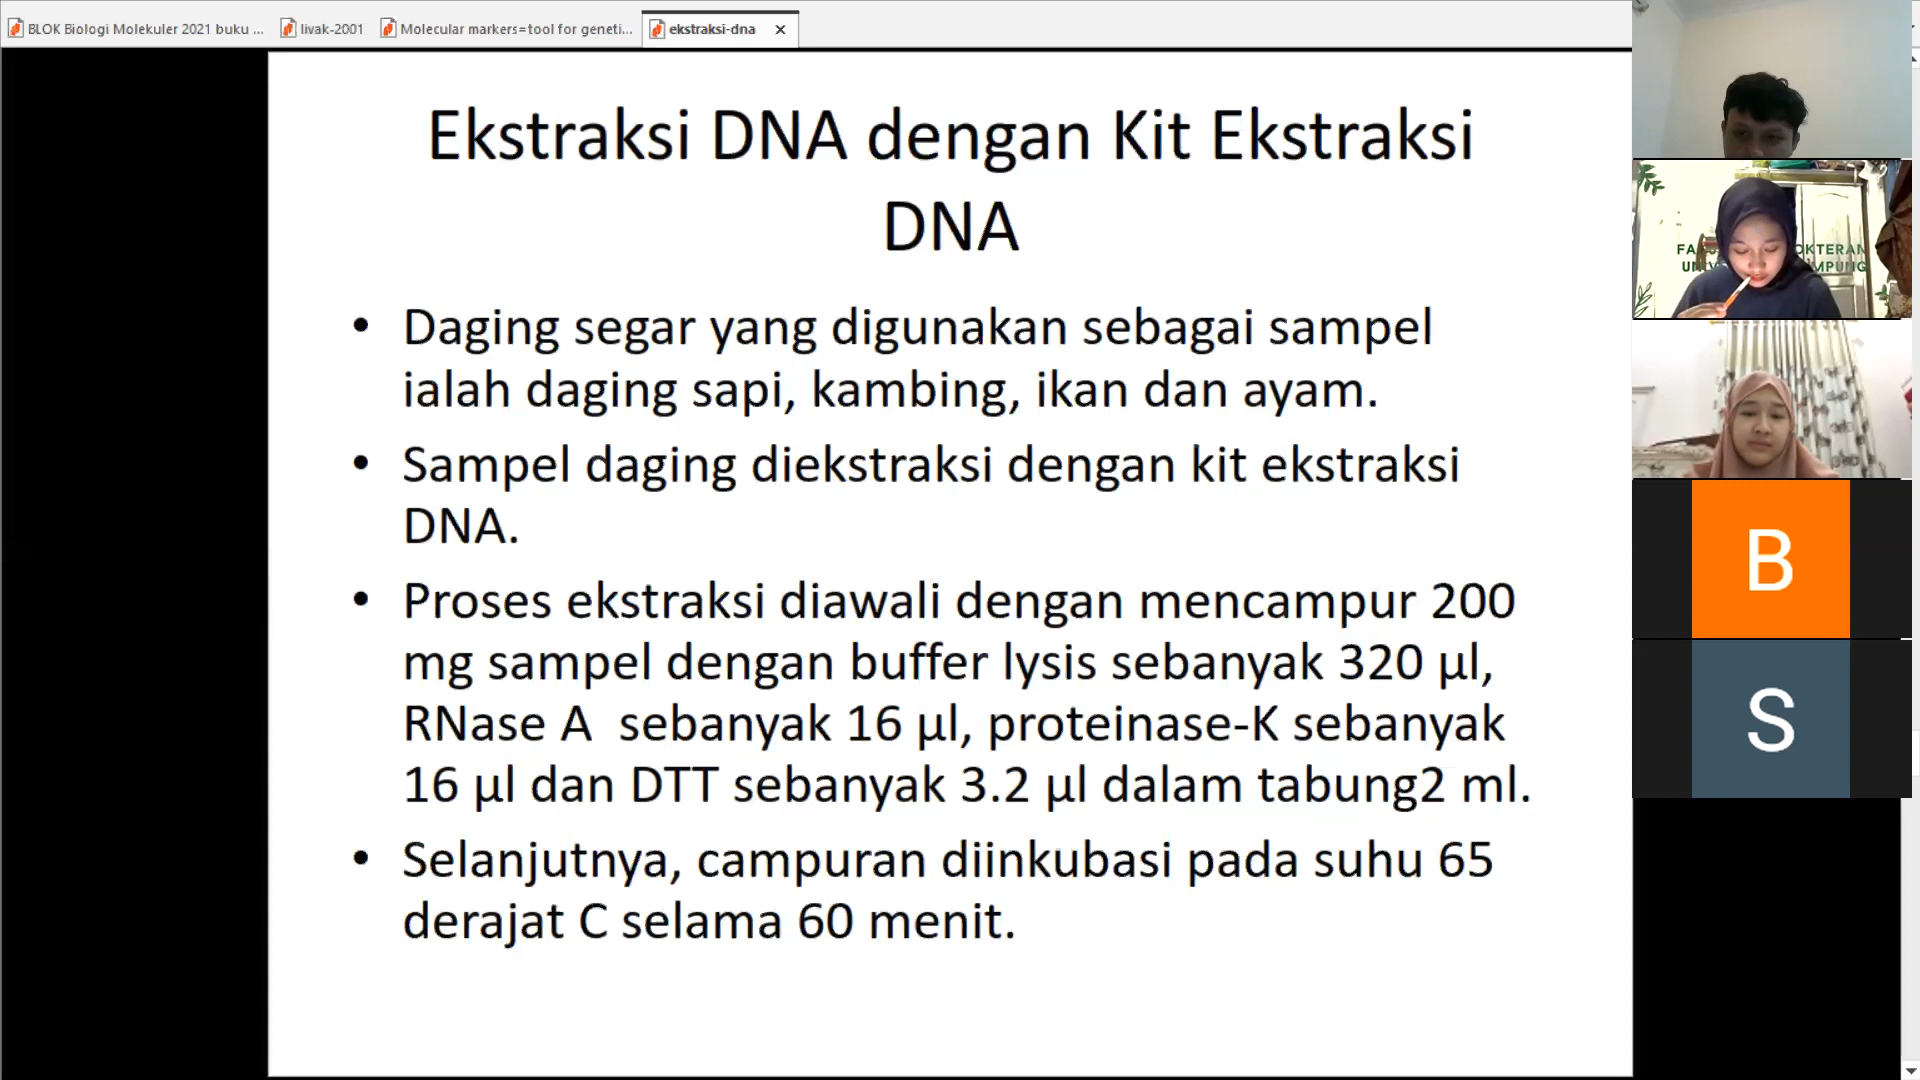 BLOK Biologi Molekuler 2021 buku ...
livak-2001
Molecular markers=tool for geneti...
ekstraksi-dna
Ekstraksi DNA dengan Kit Ekstraksi
DNA
• Daging segar yang digunakan sebagai sampel
ialah daging sapi, kambing, ikan dan ayam.
• Sampel daging diekstraksi dengan kit ekstraksi
DNA.
• Proses ekstraksi diawali dengan mencampur 200
mg sampel dengan buffer lysis sebanyak 320 µl,
RNase A  sebanyak 16 µl, proteinase-K sebanyak
16 µl dan DTT sebanyak 3.2 µl dalam tabung2 ml.
• Selanjutnya, campuran diinkubasi pada suhu 65
derajat C selama 60 menit.
B
S